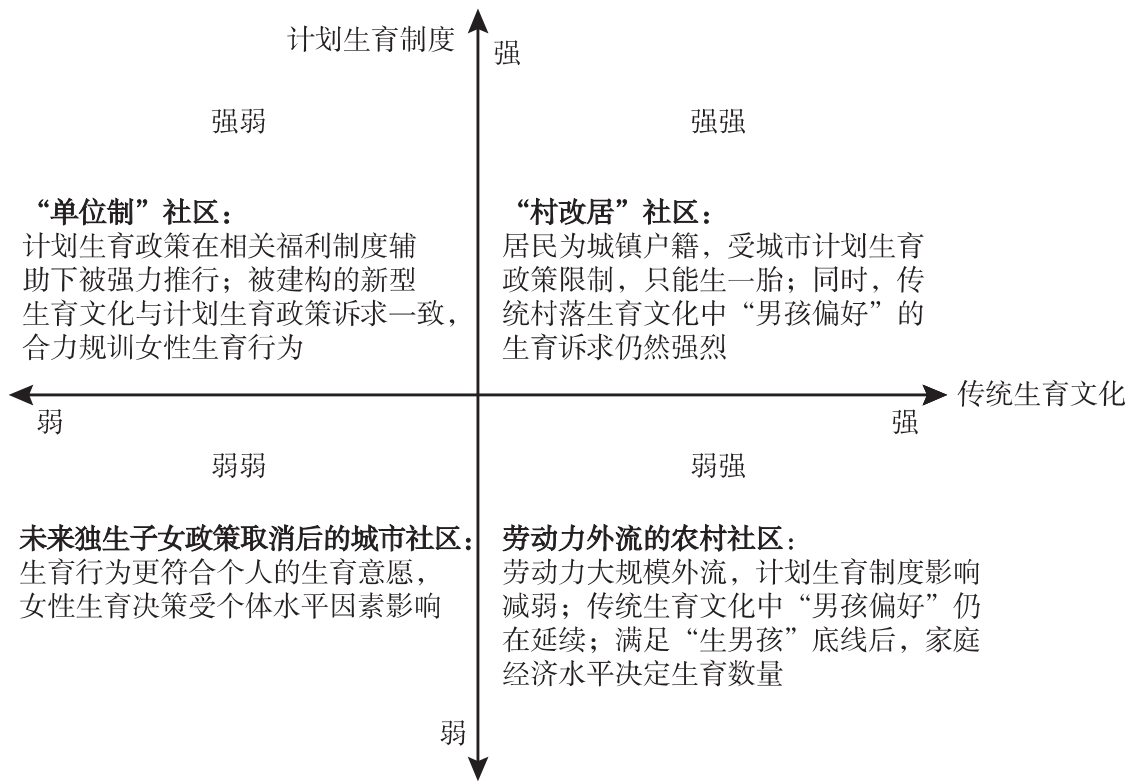 计划生育制度
强
强弱
强强
“单位制”社区：
计划生育政策在相关福利制度辅
助下被强力推行；被建构的新型
生育文化与计划生育政策诉求一致，
合力规训女性生育行为
“村改居”社区：
居民为城镇户籍，受城市计划生育
政策限制，只能生一胎；同时，传
统村落生育文化中“男孩偏好”的
生育诉求仍然强烈
传统生育文化
弱
强
弱弱
弱强
未来独生子女政策取消后的城市社区：
生育行为更符合个人的生育意愿，
女性生育决策受个体水平因素影响
劳动力外流的农村社区：
劳动力大规模外流，计划生育制度影响
减弱；传统生育文化中“男孩偏好”仍
在延续；满足“生男孩”底线后，家庭
经济水平决定生育数量
弱